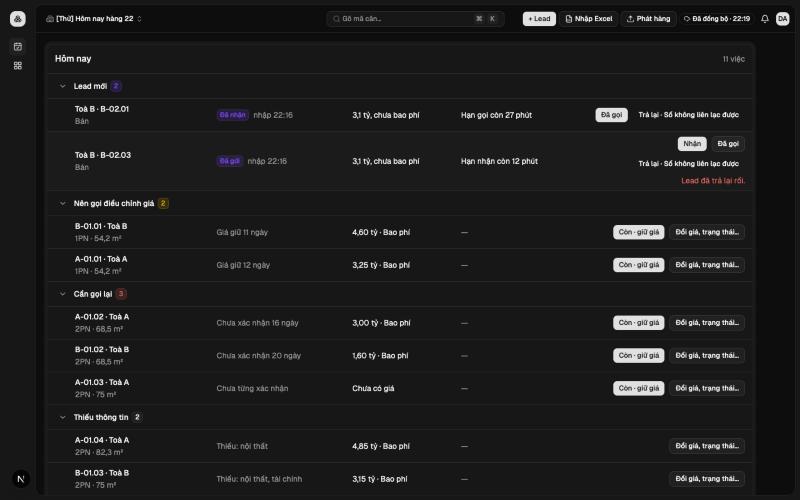 [Thử] Hôm nay hàng 22
Gõ mã căn...
⌘ K
+ Lead
Nhập Excel
Phát hàng
Đã đồng bộ · 22:19
DA
Hôm nay
11 việc
Lead mới 2
Toà B · B-02.01
Bán
Đã nhận nhập 22:16
3,1 tỷ, chưa bao phí
Hạn gọi còn 27 phút
Đã gọi
Trả lại · Số không liên lạc được
Toà B · B-02.03
Bán
Đã gửi nhập 22:16
3,1 tỷ, chưa bao phí
Hạn nhận còn 12 phút
Nhận
Đã gọi
Trả lại · Số không liên lạc được
Lead đã trả lại rồi.
Nên gọi điều chỉnh giá 2
B-01.01 · Toà B
1PN · 54,2 m²
Giá giữ 11 ngày
4,60 tỷ · Bao phí
—
Còn · giữ giá
Đổi giá, trạng thái...
A-01.01 · Toà A
1PN · 54,2 m²
Giá giữ 12 ngày
3,25 tỷ · Bao phí
—
Còn · giữ giá
Đổi giá, trạng thái...
Cần gọi lại 3
A-01.02 · Toà A
2PN · 68,5 m²
Chưa xác nhận 16 ngày
3,00 tỷ · Bao phí
—
Còn · giữ giá
Đổi giá, trạng thái...
B-01.02 · Toà B
2PN · 68,5 m²
Chưa xác nhận 20 ngày
1,60 tỷ · Bao phí
—
Còn · giữ giá
Đổi giá, trạng thái...
A-01.03 · Toà A
2PN · 75 m²
Chưa từng xác nhận
Chưa có giá
—
Còn · giữ giá
Đổi giá, trạng thái...
Thiếu thông tin 2
A-01.04 · Toà A
2PN · 82,3 m²
Thiếu: nội thất
4,85 tỷ · Bao phí
—
Đổi giá, trạng thái...
B-01.03 · Toà B
2PN · 75 m²
Thiếu: nội thất, tài chính
3,15 tỷ · Bao phí
—
Đổi giá, trạng thái...
N